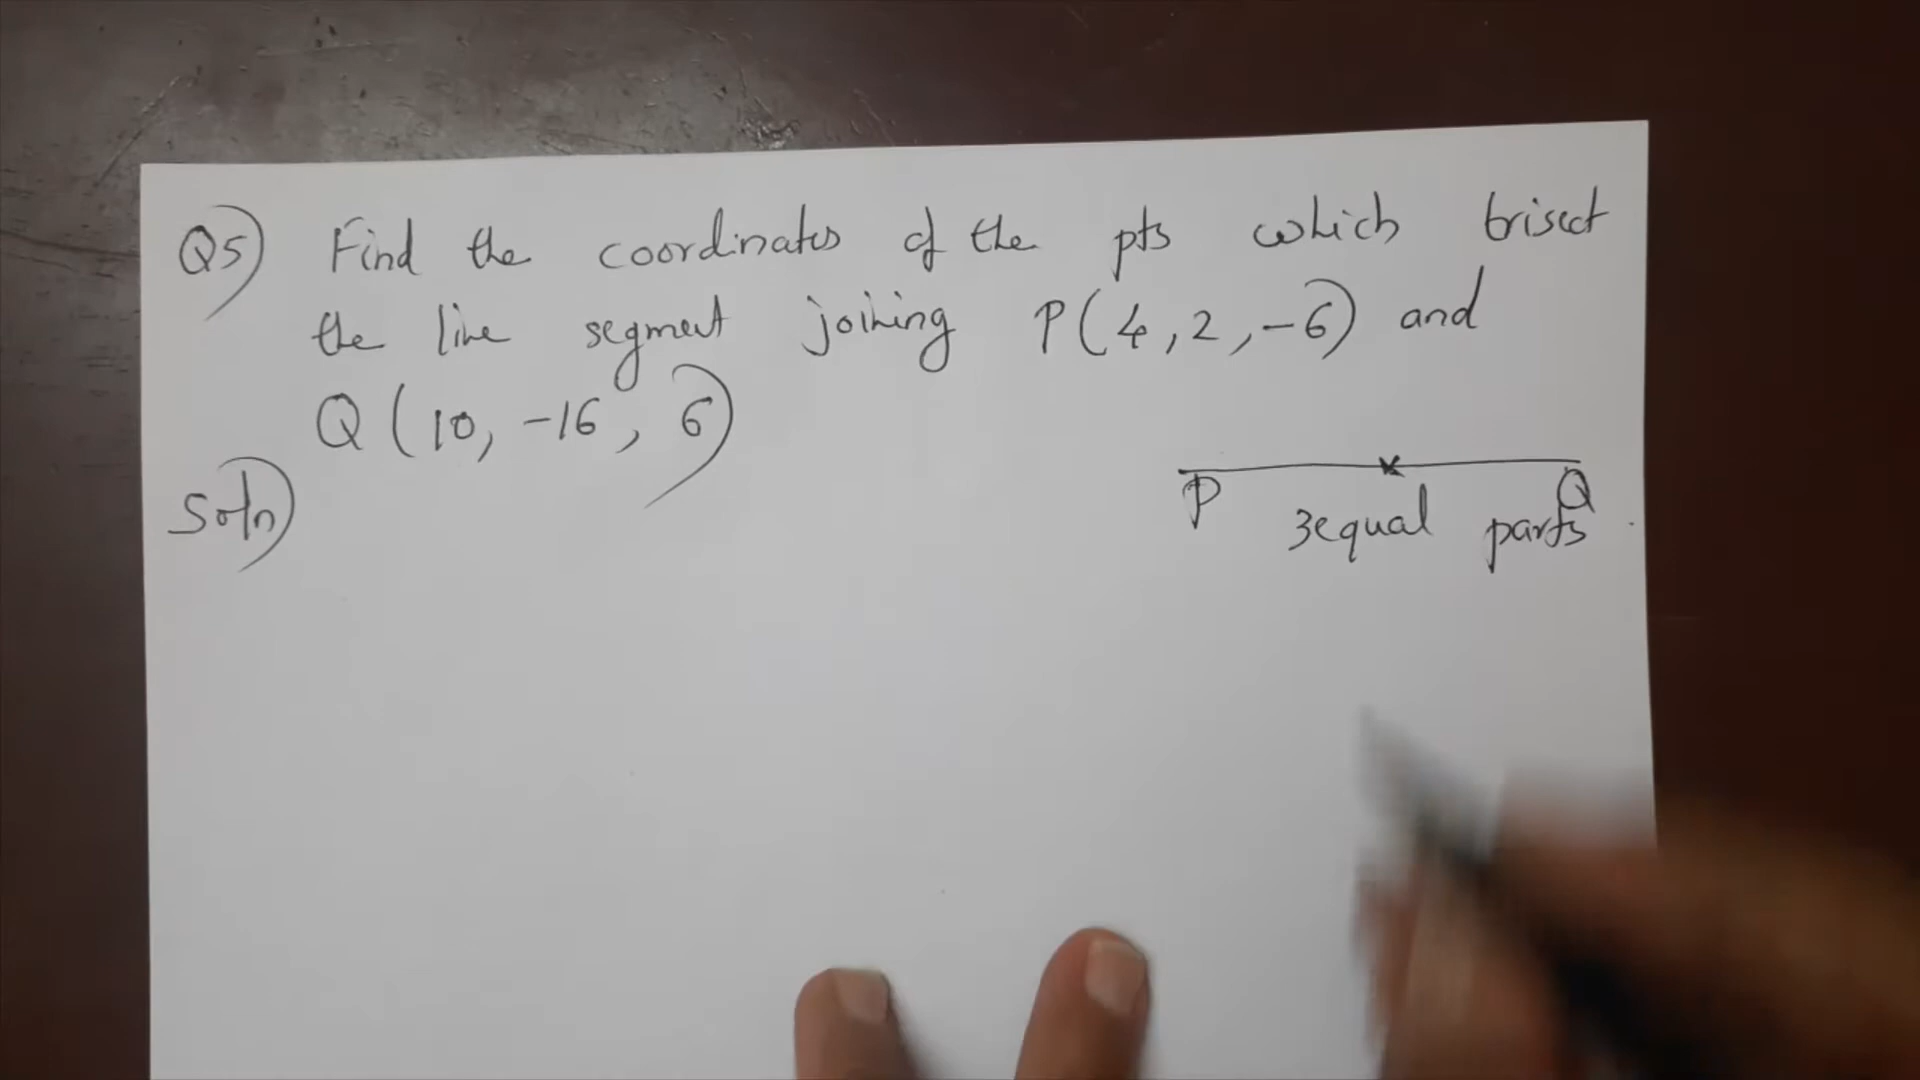 Q5) Find the coordinates of the pts which trisect
the line segment joining P(4,2,-6) and
Q(10, -16, 6)
Soln)
P Q
3equal parts